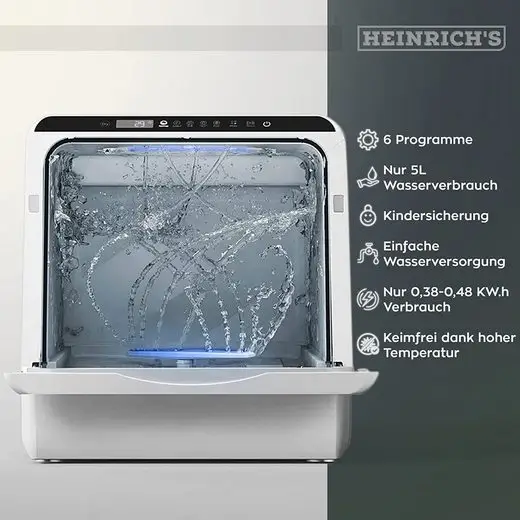 HEINRICH'S
6 Programme
Nur 5L
Wasserverbrauch
Kindersicherung
Einfache
Wasserversorgung
Nur 0,38-0,48 KW.h
Verbrauch
Keimfrei dank hoher
Temperatur